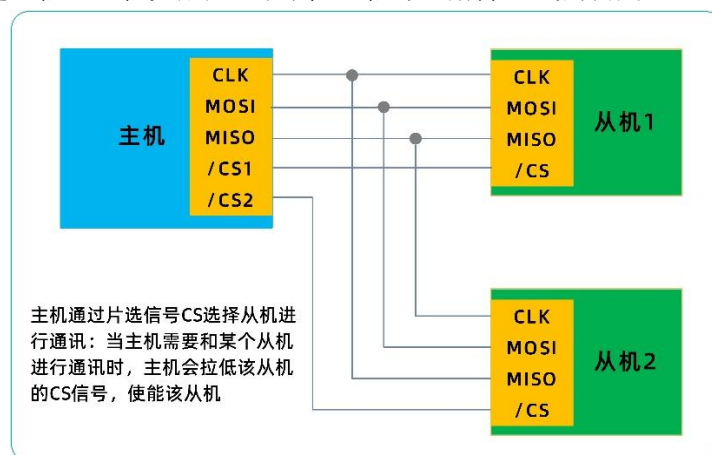 主机
CLK
MOSI
MISO
/CS1
/CS2
CLK
MOSI
MISO
/CS
从机1
主机通过片选信号CS选择从机进
行通讯：当主机需要和某个从机
进行通讯时，主机会拉低该从机
的CS信号，使能该从机
CLK
MOSI
MISO
/CS
从机2